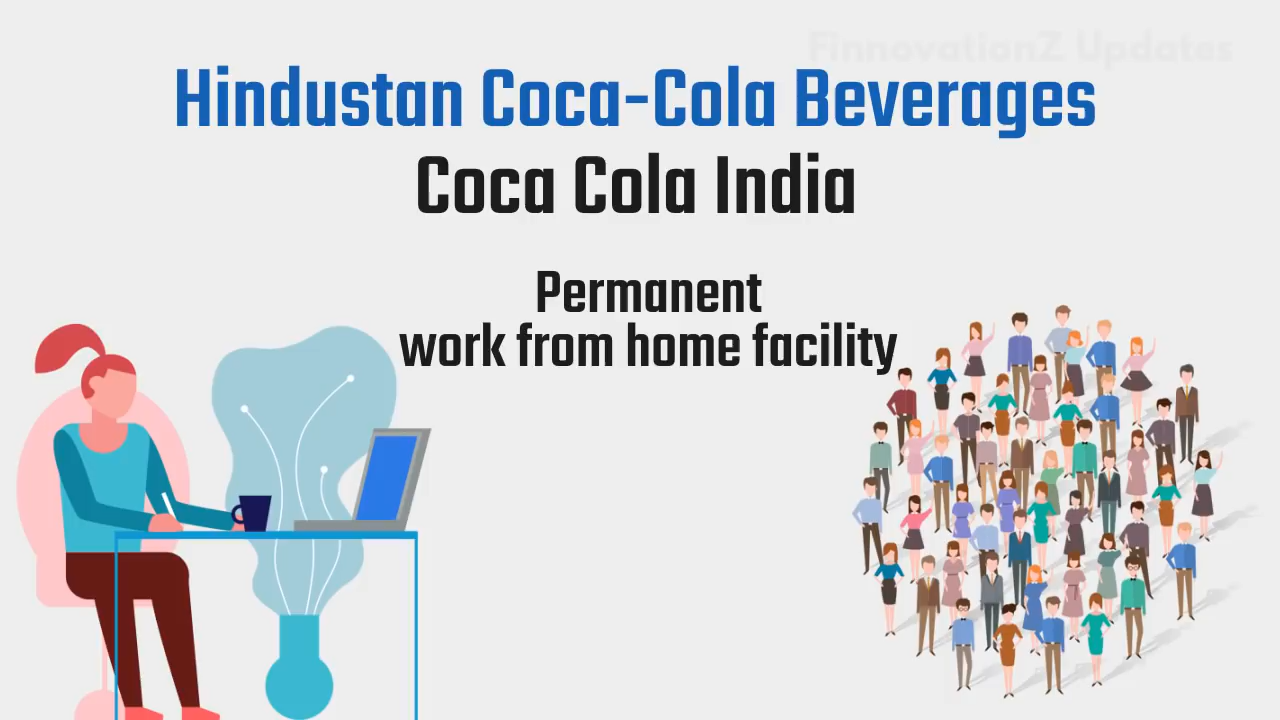 FinnovationZ Updates
Hindustan Coca-Cola Beverages
Coca Cola India
Permanent
work from home facility